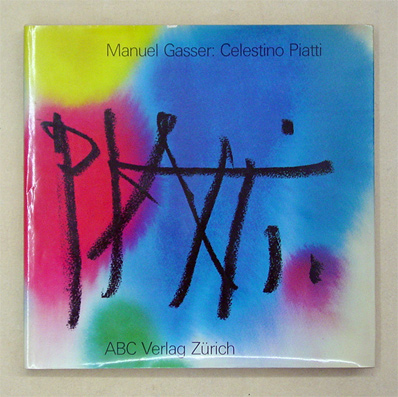 Manuel Gasser: Celestino Piatti
PIATTI.
ABC Verlag Zürich